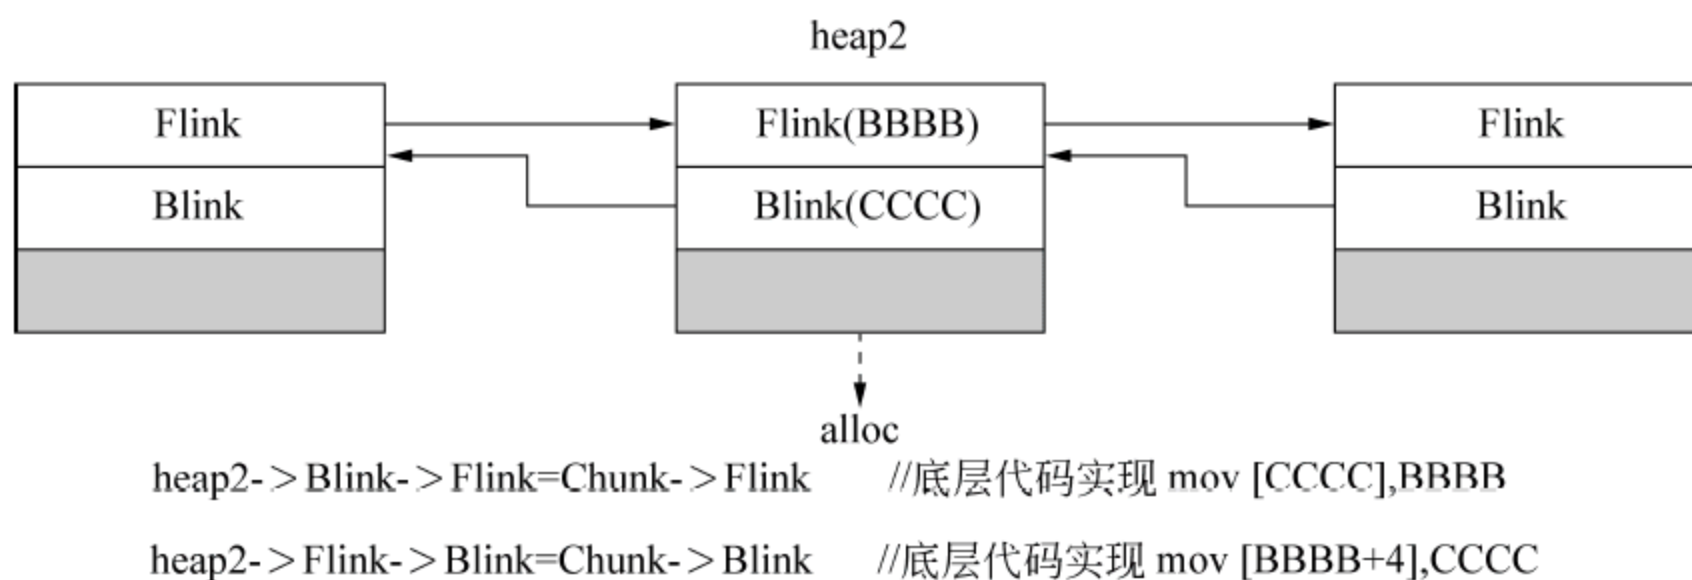 heap2
Flink Flink(BBBB) Flink
Blink Blink(CCCC) Blink
alloc
heap2->Blink->Flink=Chunk->Flink //底层代码实现 mov [CCCC],BBBB
heap2->Flink->Blink=Chunk->Blink //底层代码实现 mov [BBBB+4],CCCC